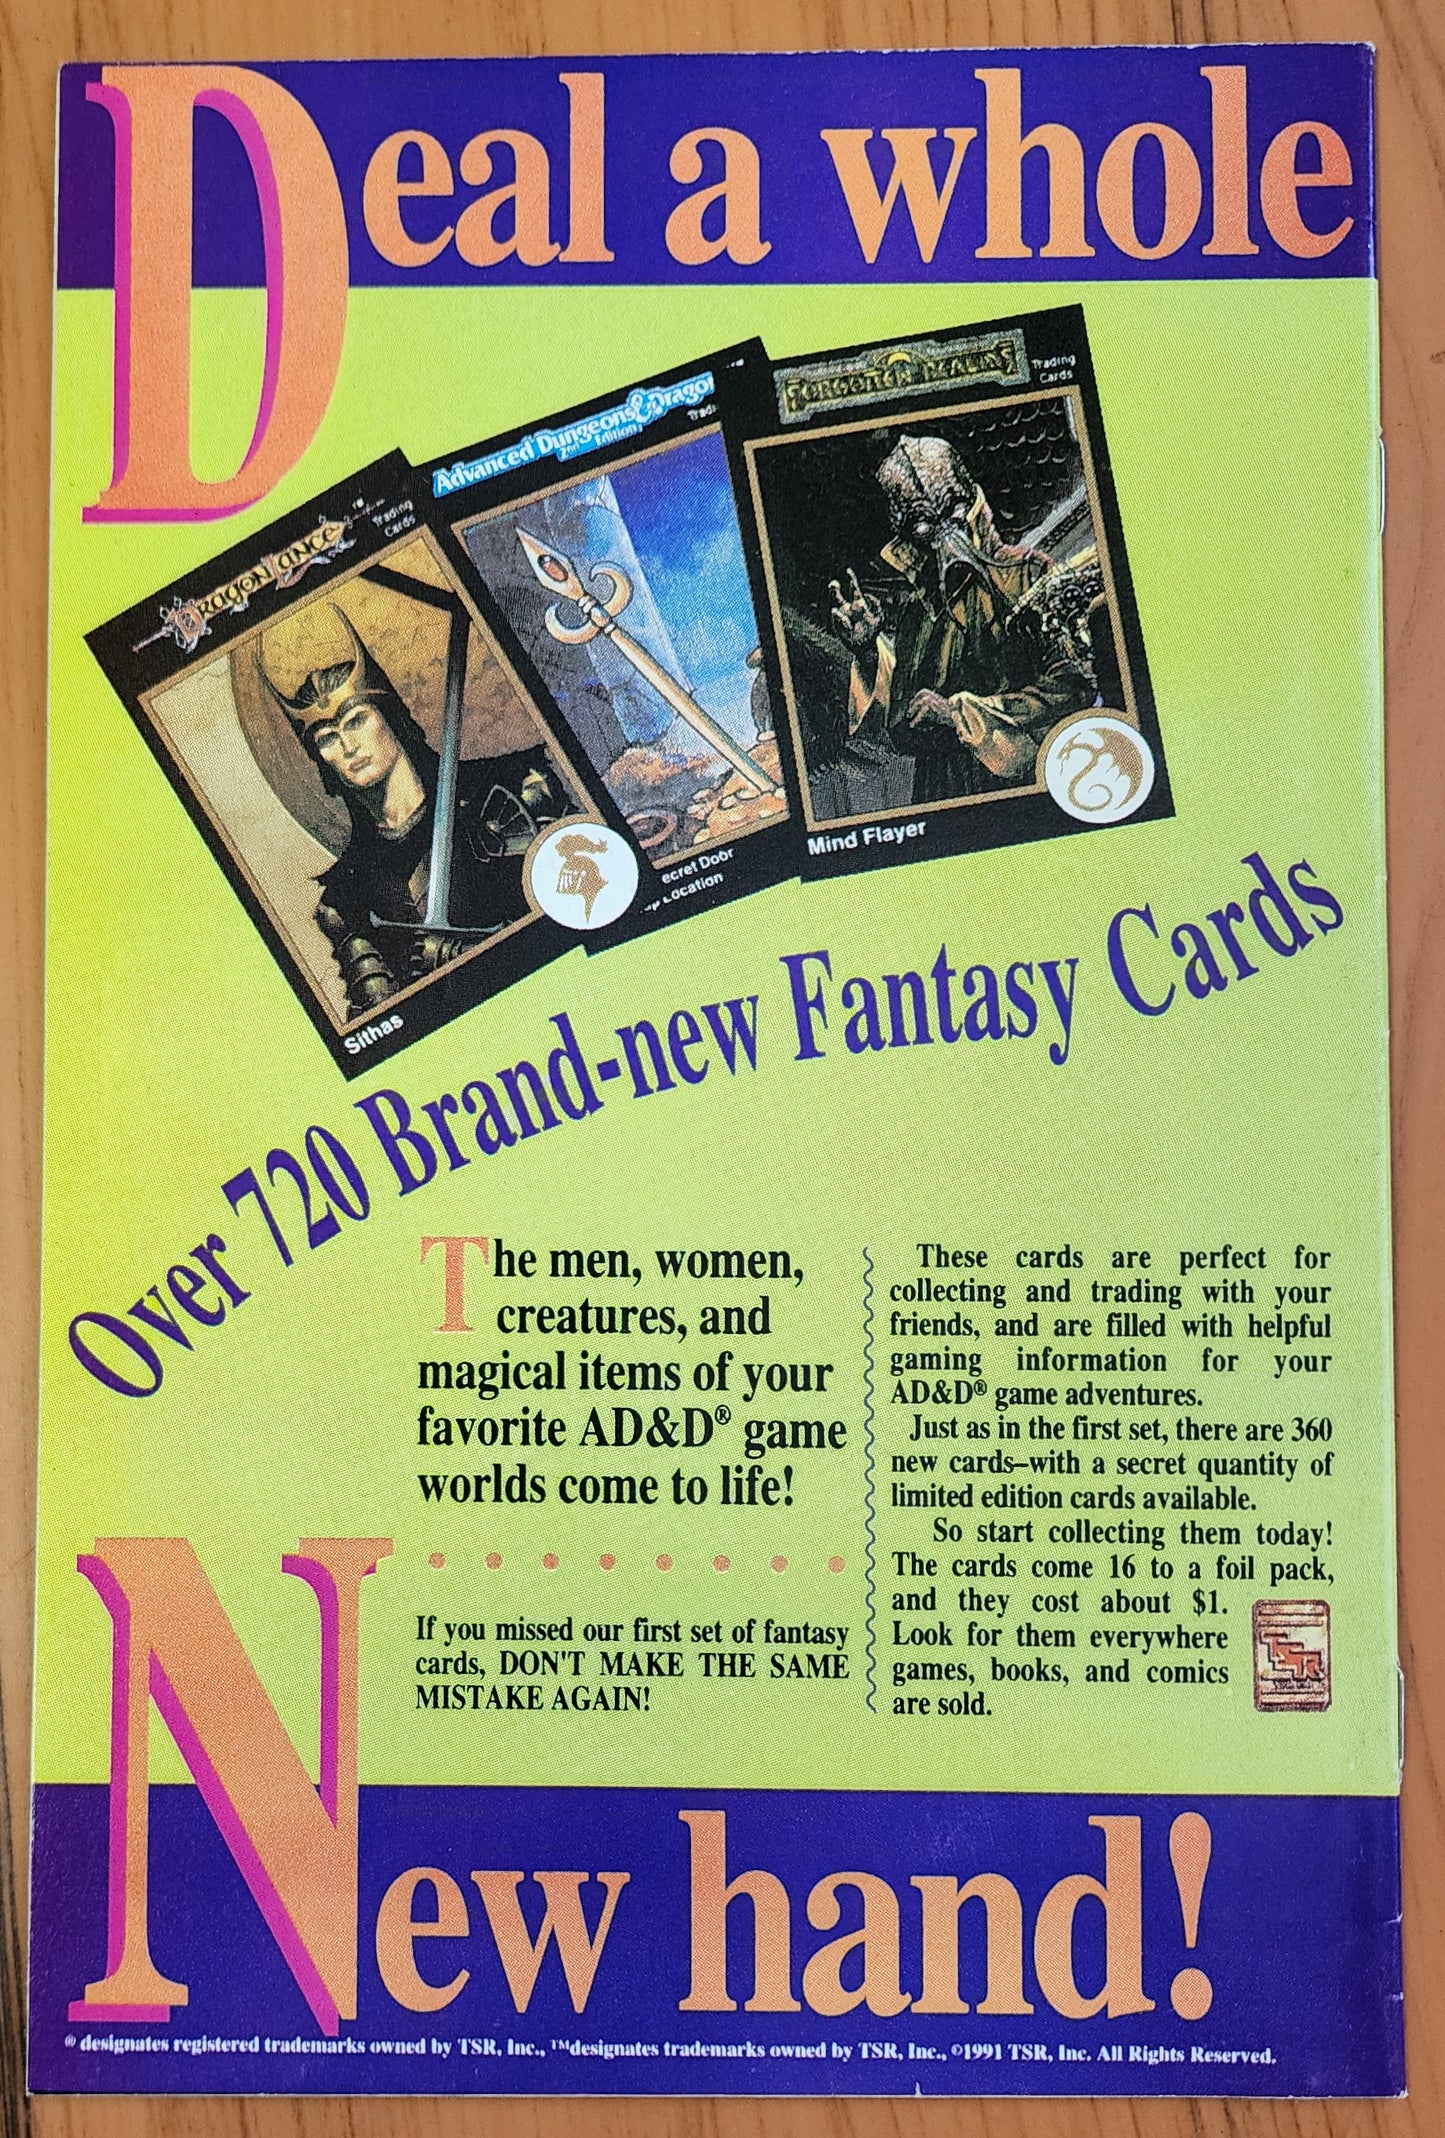 Deal a whole
DRAGONLANCE
Trading
Cards
Sithas
Advanced Dungeons & Dragon
2nd Edition
Trad
ecret Door
Location
FORGOTTEN REALMS
Trading
Cards
Mind Flayer
Over 720 Brand-new Fantasy Cards
The men, women,
creatures, and
magical items of your
favorite AD&D® game
worlds come to life!
If you missed our first set of fantasy
cards, DON'T MAKE THE SAME
MISTAKE AGAIN!
These cards are perfect for
collecting and trading with your
friends, and are filled with helpful
gaming information for your
AD&D® game adventures.
Just as in the first set, there are 360
new cards–with a secret quantity of
limited edition cards available.
So start collecting them today!
The cards come 16 to a foil pack,
and they cost about $1.
Look for them everywhere
games, books, and comics
are sold.
TSR
New hand!
® designates registered trademarks owned by TSR, Inc., ™designates trademarks owned by TSR, Inc., ©1991 TSR, Inc. All Rights Reserved.